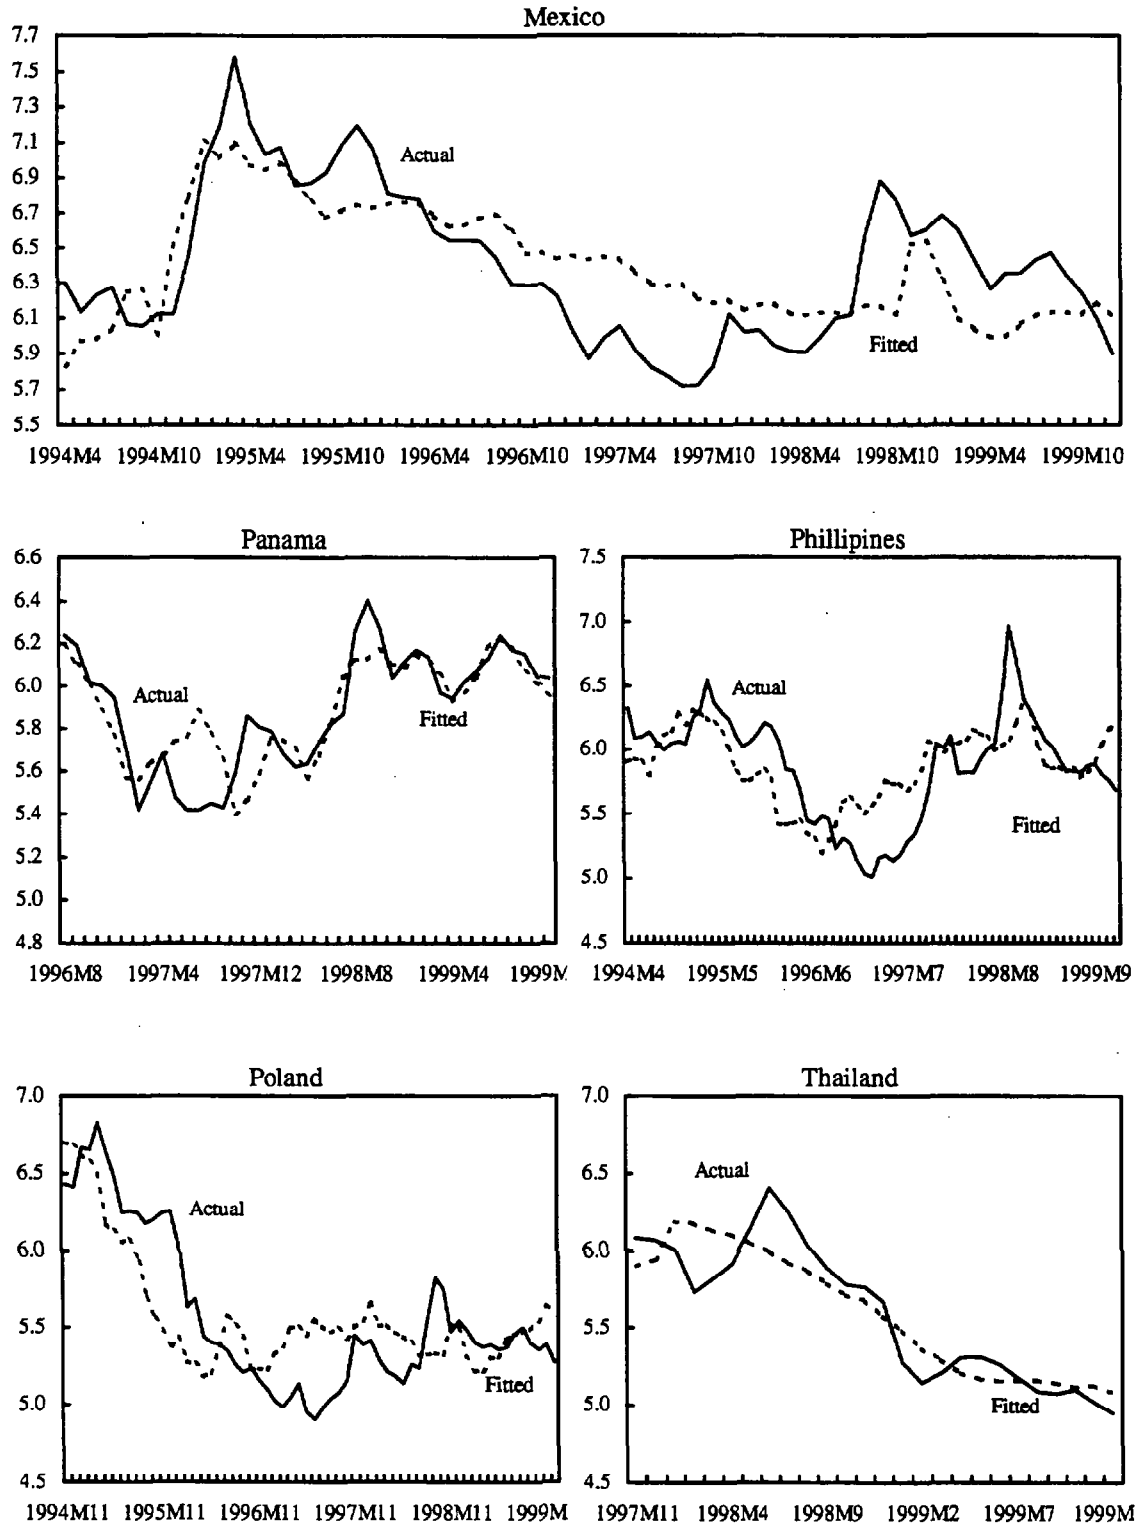 Mexico
7.7
7.5
7.3
7.1
6.9
6.7
6.5
6.3
6.1
5.9
5.7
5.5
Actual
Fitted
1994M4 1994M10 1995M4 1995M10 1996M4 1996M10 1997M4 1997M10 1998M4 1998M10 1999M4 1999M10
Panama
6.6
6.4
6.2
6.0
5.8
5.6
5.4
5.2
5.0
4.8
Actual
Fitted
1996M8 1997M4 1997M12 1998M8 1999M4 1999M
Phillipines
7.5
7.0
6.5
6.0
5.5
5.0
4.5
Actual
Fitted
1994M4 1995M5 1996M6 1997M7 1998M8 1999M9
Poland
7.0
6.5
6.0
5.5
5.0
4.5
Actual
Fitted
1994M11 1995M11 1996M11 1997M11 1998M11 1999M
Thailand
7.0
6.5
6.0
5.5
5.0
4.5
Actual
Fitted
1997M11 1998M4 1998M9 1999M2 1999M7 1999M